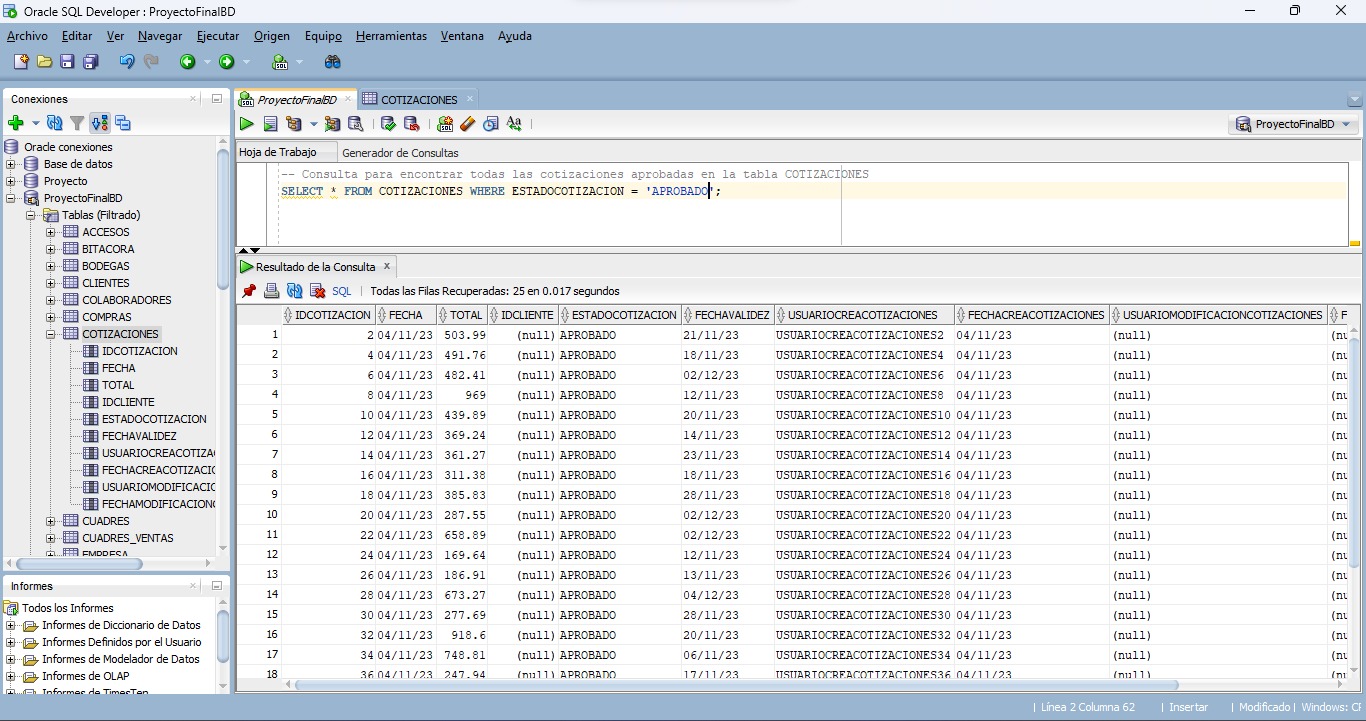 Oracle SQL Developer : ProyectoFinalBD
Archivo Editar Ver Navegar Ejecutar Origen Equipo Herramientas Ventana Ayuda
Conexiones
Oracle conexiones
Base de datos
Proyecto
ProyectoFinalBD
Tablas (Filtrado)
ACCESOS
BITACORA
BODEGAS
CLIENTES
COLABORADORES
COMPRAS
COTIZACIONES
IDCOTIZACION
FECHA
TOTAL
IDCLIENTE
ESTADOCOTIZACION
FECHAVALIDEZ
USUARIOCREACOTIZA
FECHACREACOTIZACIO
USUARIOMODIFICACIO
FECHAMODIFICACION
CUADRES
CUADRES_VENTAS
EMPRESA
Informes
Todos los Informes
Informes de Diccionario de Datos
Informes Definidos por el Usuario
Informes de Modelador de Datos
Informes de OLAP
Informes de TimesTen
ProyectoFinalBD COTIZACIONES
ProyectoFinalBD
Hoja de Trabajo Generador de Consultas
-- Consulta para encontrar todas las cotizaciones aprobadas en la tabla COTIZACIONES
SELECT * FROM COTIZACIONES WHERE ESTADOCOTIZACION = 'APROBADO';
Resultado de la Consulta
SQL | Todas las Filas Recuperadas: 25 en 0.017 segundos
IDCOTIZACION FECHA TOTAL IDCLIENTE ESTADOCOTIZACION FECHAVALIDEZ USUARIOCREACOTIZACIONES FECHACREACOTIZACIONES USUARIOMODIFICACIONCOTIZACIONES F
1 2 04/11/23 503.99 (null) APROBADO 21/11/23 USUARIOCREACOTIZACIONES2 04/11/23 (null) (nu
2 4 04/11/23 491.76 (null) APROBADO 18/11/23 USUARIOCREACOTIZACIONES4 04/11/23 (null) (nu
3 6 04/11/23 482.41 (null) APROBADO 02/12/23 USUARIOCREACOTIZACIONES6 04/11/23 (null) (nu
4 8 04/11/23 969 (null) APROBADO 12/11/23 USUARIOCREACOTIZACIONES8 04/11/23 (null) (nu
5 10 04/11/23 439.89 (null) APROBADO 20/11/23 USUARIOCREACOTIZACIONES10 04/11/23 (null) (nu
6 12 04/11/23 369.24 (null) APROBADO 14/11/23 USUARIOCREACOTIZACIONES12 04/11/23 (null) (nu
7 14 04/11/23 361.27 (null) APROBADO 23/11/23 USUARIOCREACOTIZACIONES14 04/11/23 (null) (nu
8 16 04/11/23 311.38 (null) APROBADO 18/11/23 USUARIOCREACOTIZACIONES16 04/11/23 (null) (nu
9 18 04/11/23 385.83 (null) APROBADO 28/11/23 USUARIOCREACOTIZACIONES18 04/11/23 (null) (nu
10 20 04/11/23 287.55 (null) APROBADO 02/12/23 USUARIOCREACOTIZACIONES20 04/11/23 (null) (nu
11 22 04/11/23 658.89 (null) APROBADO 02/12/23 USUARIOCREACOTIZACIONES22 04/11/23 (null) (nu
12 24 04/11/23 169.64 (null) APROBADO 12/11/23 USUARIOCREACOTIZACIONES24 04/11/23 (null) (nu
13 26 04/11/23 186.91 (null) APROBADO 13/11/23 USUARIOCREACOTIZACIONES26 04/11/23 (null) (nu
14 28 04/11/23 673.27 (null) APROBADO 04/12/23 USUARIOCREACOTIZACIONES28 04/11/23 (null) (nu
15 30 04/11/23 277.69 (null) APROBADO 28/11/23 USUARIOCREACOTIZACIONES30 04/11/23 (null) (nu
16 32 04/11/23 918.6 (null) APROBADO 20/11/23 USUARIOCREACOTIZACIONES32 04/11/23 (null) (nu
17 34 04/11/23 748.81 (null) APROBADO 06/11/23 USUARIOCREACOTIZACIONES34 04/11/23 (null) (nu
18 36 04/11/23 247.94 (null) APROBADO 17/11/23 USUARIOCREACOTIZACIONES36 04/11/23 (null) (nu
| Línea 2 Columna 62 | Insertar | Modificado | Windows: CR